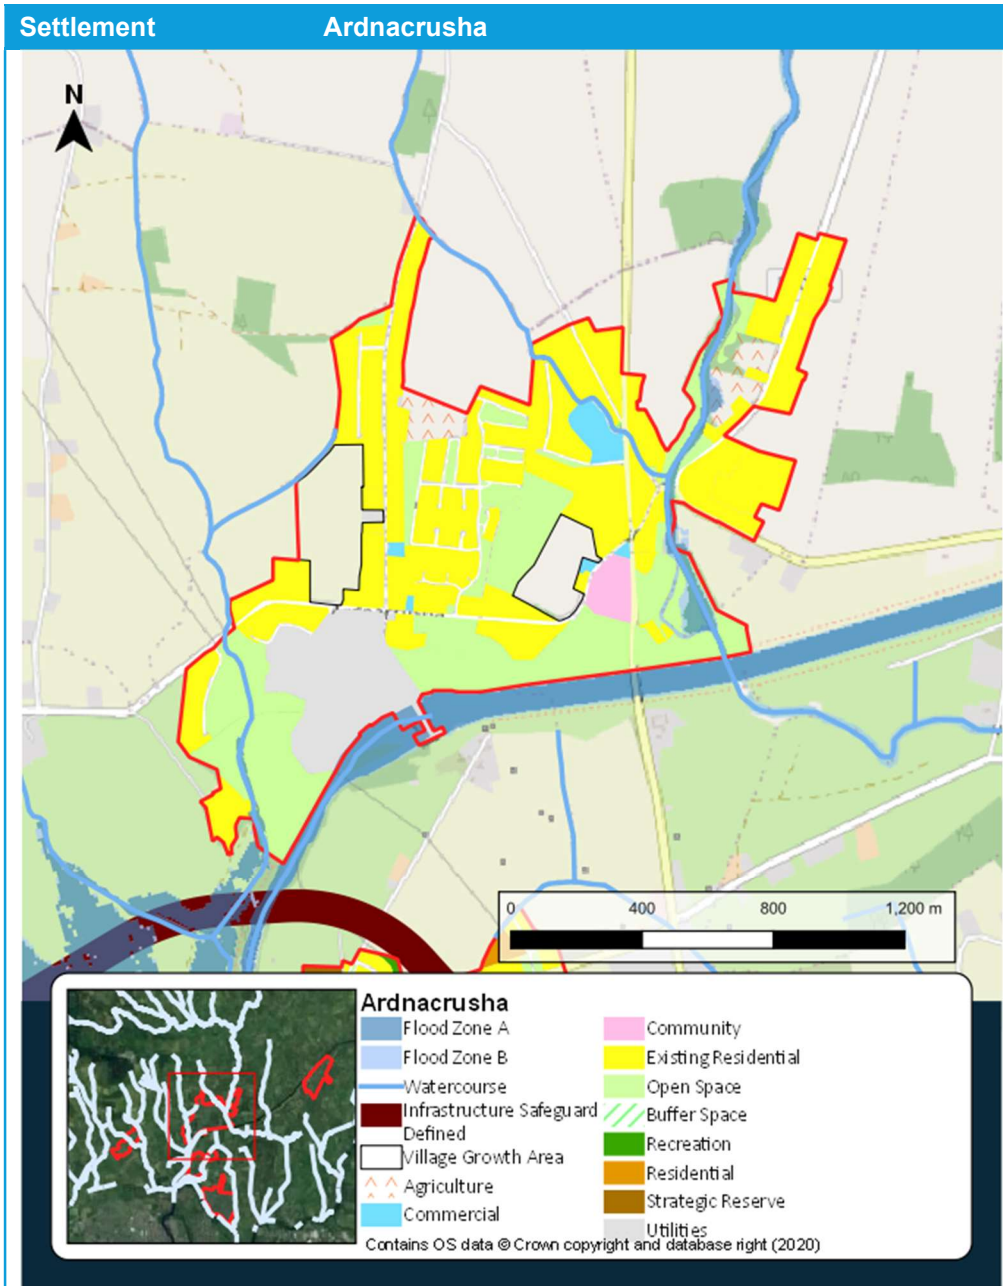 Settlement Ardnacrusha
N
0 400 800 1,200 m
Ardnacrusha
Flood Zone A
Flood Zone B
Watercourse
Infrastructure Safeguard
Defined
Village Growth Area
Agriculture
Commercial
Community
Existing Residential
Open Space
Buffer Space
Recreation
Residential
Strategic Reserve
Utilities
Contains OS data © Crown copyright and database right (2020)